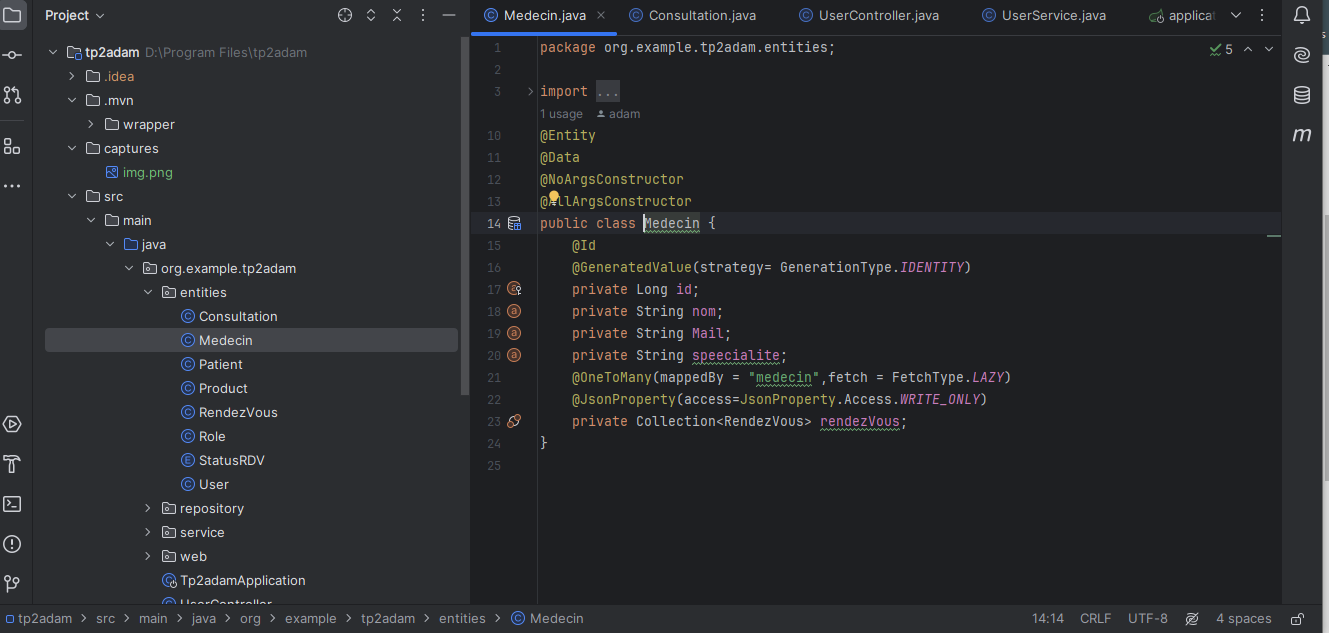 Project
tp2adam D:\Program Files\tp2adam
.idea
.mvn
wrapper
captures
img.png
src
main
java
org.example.tp2adam
entities
Consultation
Medecin
Patient
Product
RendezVous
Role
StatusRDV
User
repository
service
web
Tp2adamApplication
UserController
Medecin.java
Consultation.java
UserController.java
UserService.java
applicat
5
1 package org.example.tp2adam.entities;
2
3 import ...
1 usage adam
10 @Entity
11 @Data
12 @NoArgsConstructor
13 @AllArgsConstructor
14 public class Medecin {
15 @Id
16 @GeneratedValue(strategy= GenerationType.IDENTITY)
17 private Long id;
18 private String nom;
19 private String Mail;
20 private String speecialite;
21 @OneToMany(mappedBy = "medecin",fetch = FetchType.LAZY)
22 @JsonProperty(access=JsonProperty.Access.WRITE_ONLY)
23 private Collection<RendezVous> rendezVous;
24 }
25
tp2adam > src > main > java > org > example > tp2adam > entities > Medecin
14:14 CRLF UTF-8 4 spaces